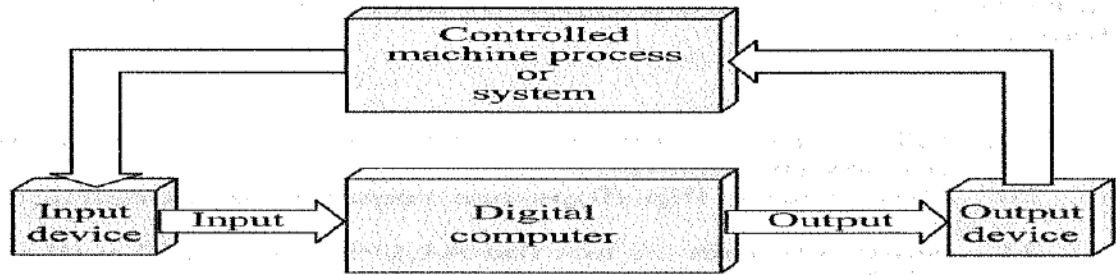 Controlled
machine process
or
system
Input
device
Input
Digital
computer
Output
Output
device